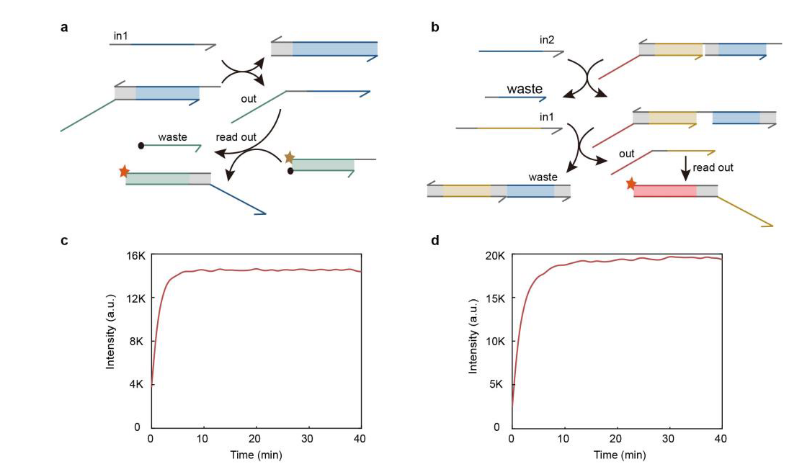 a
in1
out
waste
read out
b
in2
waste
in1
out
read out
waste
c
16K
12K
8K
4K
0
Intensity (a.u.)
0 10 20 30 40
Time (min)
d
20K
15K
10K
5K
0
Intensity (a.u.)
0 10 20 30 40
Time (min)